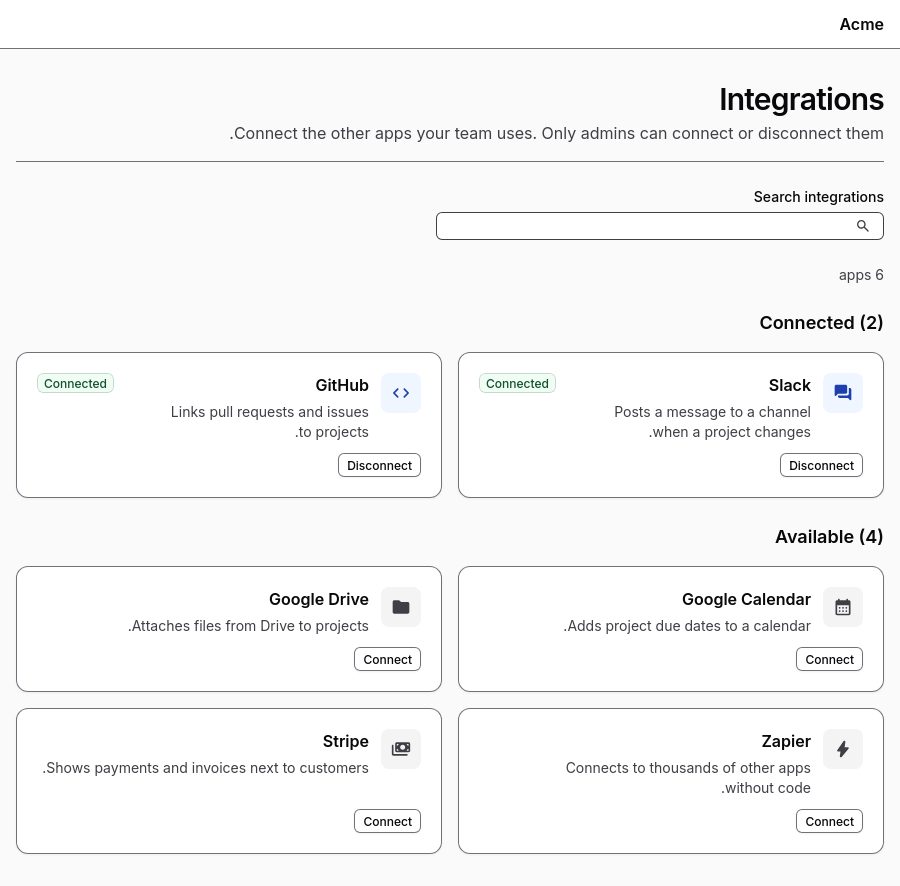 Acme
Integrations
.Connect the other apps your team uses. Only admins can connect or disconnect them
Search integrations
apps 6
Connected (2)
Slack
Connected
Posts a message to a channel
.when a project changes
Disconnect
GitHub
Connected
Links pull requests and issues
.to projects
Disconnect
Available (4)
Google Calendar
.Adds project due dates to a calendar
Connect
Google Drive
.Attaches files from Drive to projects
Connect
Zapier
Connects to thousands of other apps
.without code
Connect
Stripe
.Shows payments and invoices next to customers
Connect